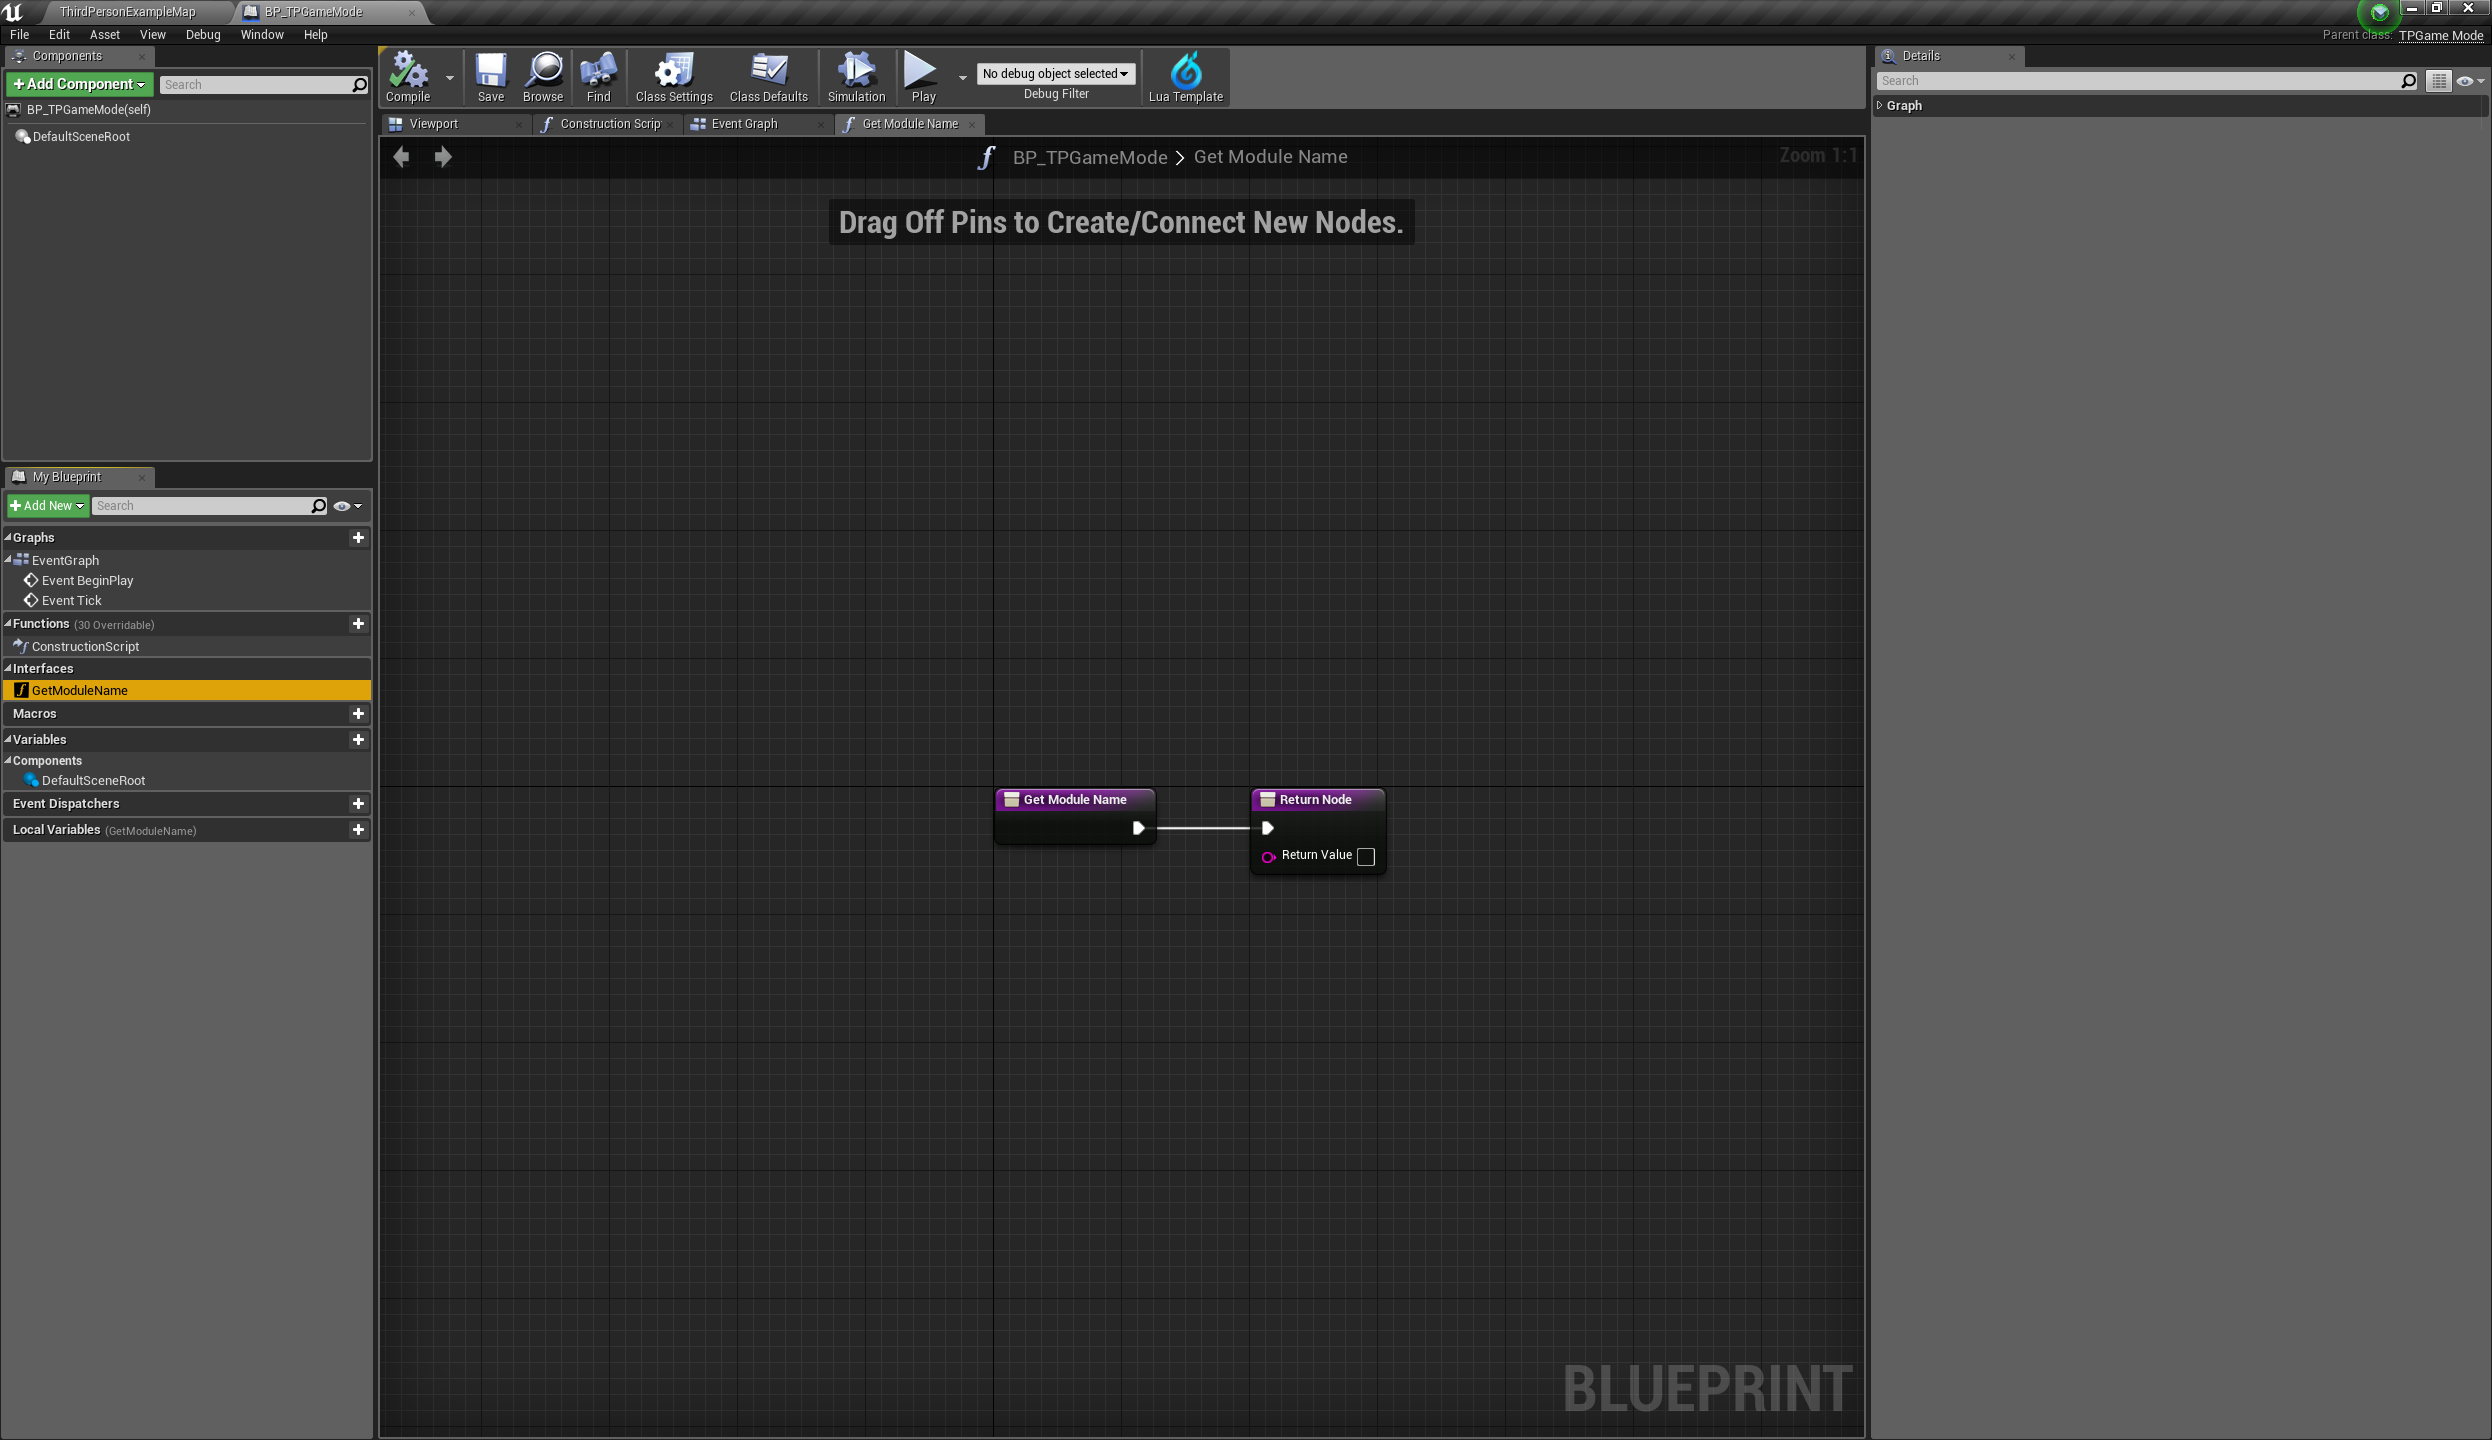 ThirdPersonExampleMap
BP_TPGameMode
File Edit Asset View Debug Window Help
Parent class: TPGame Mode
Components
+Add Component
Search
BP_TPGameMode(self)
DefaultSceneRoot
Compile
Save
Browse
Find
Class Settings
Class Defaults
Simulation
Play
No debug object selected
Debug Filter
Lua Template
Viewport
Construction Scrip
Event Graph
Get Module Name
BP_TPGameMode > Get Module Name
Zoom 1:1
Drag Off Pins to Create/Connect New Nodes.
My Blueprint
+Add New
Search
Graphs
EventGraph
Event BeginPlay
Event Tick
Functions (30 Overridable)
ConstructionScript
Interfaces
GetModuleName
Macros
Variables
Components
DefaultSceneRoot
Event Dispatchers
Local Variables (GetModuleName)
Get Module Name
Return Node
Return Value
BLUEPRINT
Details
Search
Graph